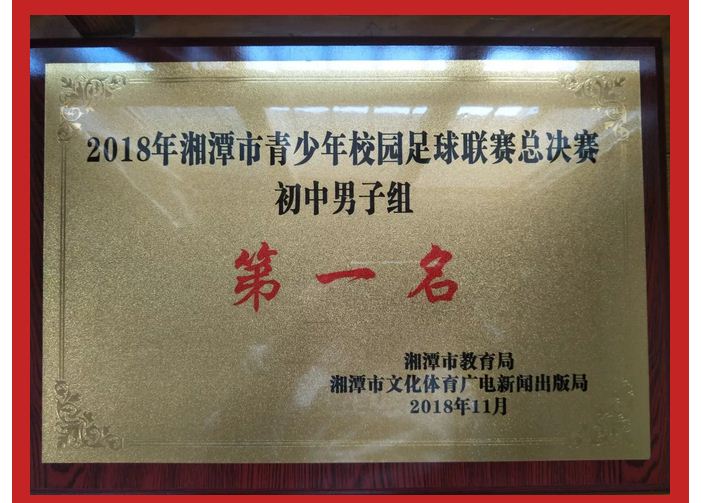 2018年湘潭市青少年校园足球联赛总决赛
初中男子组
第一名
湘潭市教育局
湘潭市文化体育广电新闻出版局
2018年11月